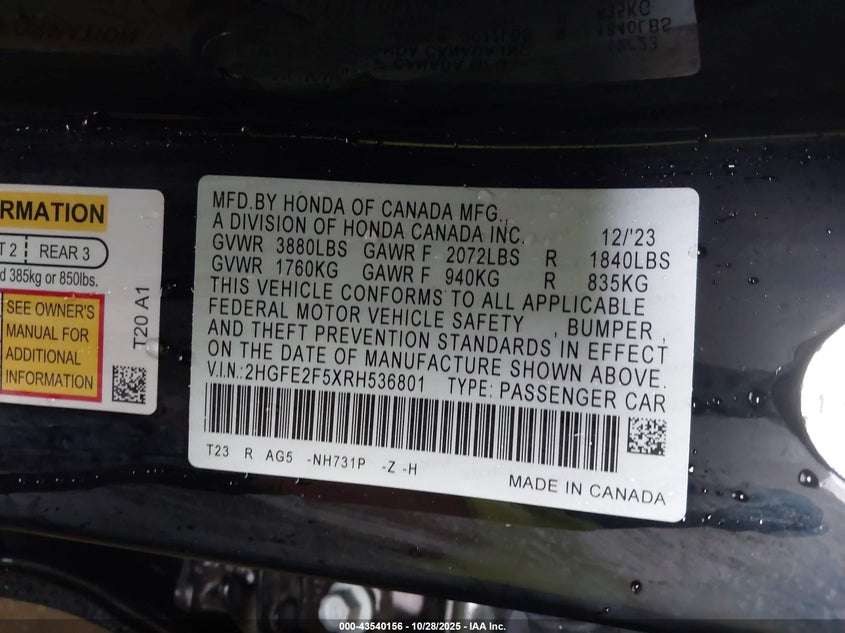 RMATION
T 2 REAR 3
d 385kg or 850lbs.
SEE OWNER'S
MANUAL FOR
ADDITIONAL
INFORMATION
T20 A1
MFD.BY HONDA OF CANADA MFG.,
A DIVISION OF HONDA CANADA INC. 12/'23
GVWR 3880LBS GAWR F 2072LBS R 1840LBS
GVWR 1760KG GAWR F 940KG R 835KG
THIS VEHICLE CONFORMS TO ALL APPLICABLE
FEDERAL MOTOR VEHICLE SAFETY , BUMPER ,
AND THEFT PREVENTION STANDARDS IN EFFECT
ON THE DATE OF MANUFACTURE SHOWN ABOVE.
V.I.N.:2HGFE2F5XRH536801 TYPE: PASSENGER CAR
T23 R AG5 -NH731P -Z -H
MADE IN CANADA
000-43540156 - 10/28/2025 - IAA Inc.